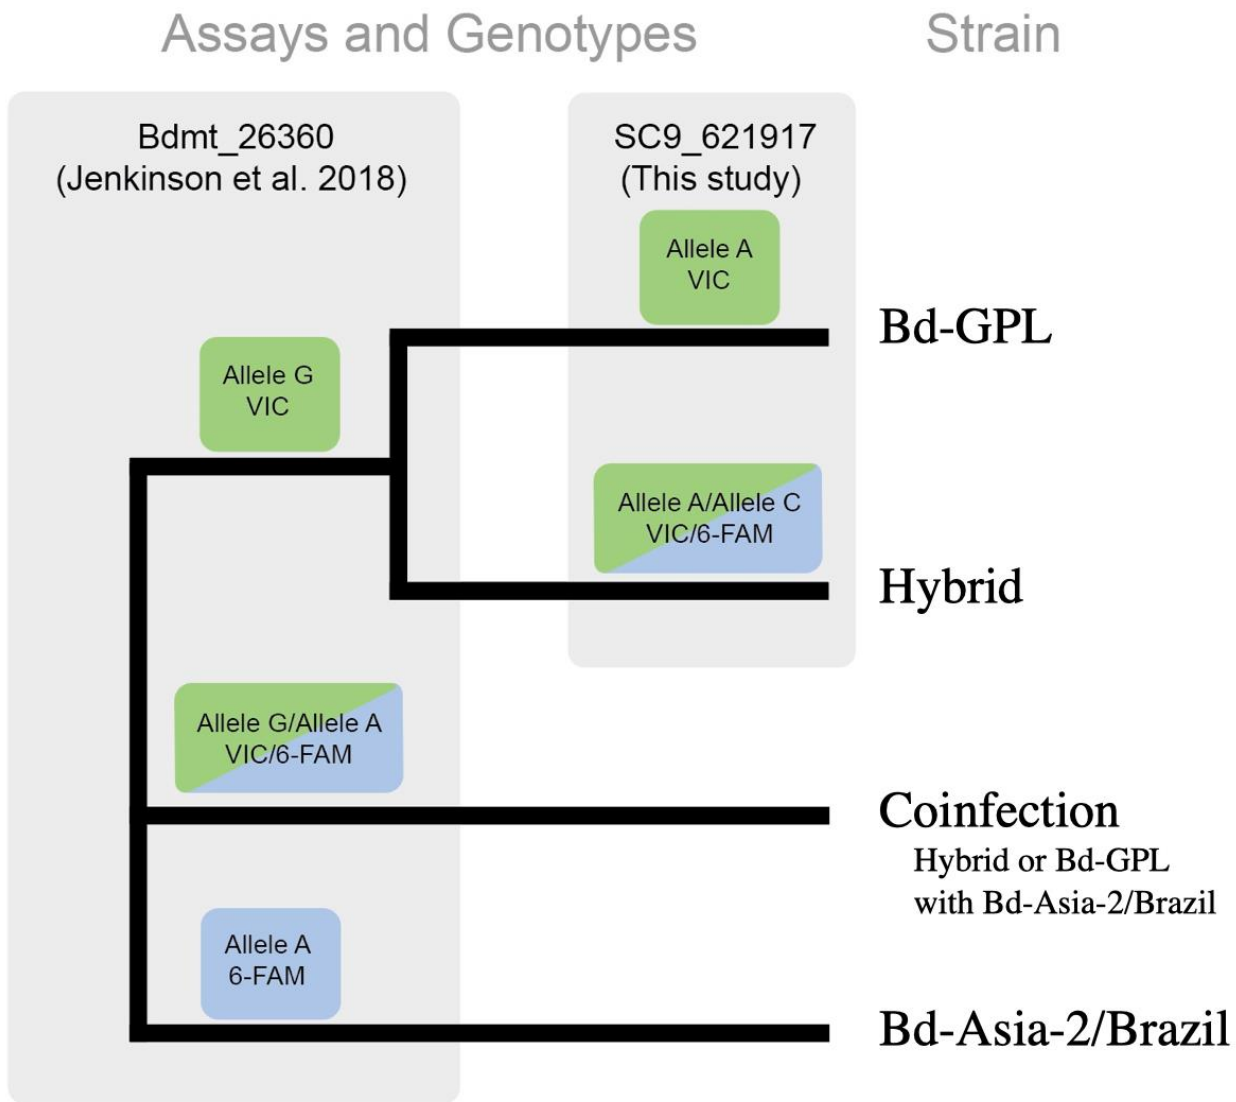 Assays and Genotypes
Strain
Bdmt_26360
(Jenkinson et al. 2018)
SC9_621917
(This study)
Allele A
VIC
Bd-GPL
Allele G
VIC
Allele A/Allele C
VIC/6-FAM
Hybrid
Allele G/Allele A
VIC/6-FAM
Coinfection
Hybrid or Bd-GPL
with Bd-Asia-2/Brazil
Allele A
6-FAM
Bd-Asia-2/Brazil